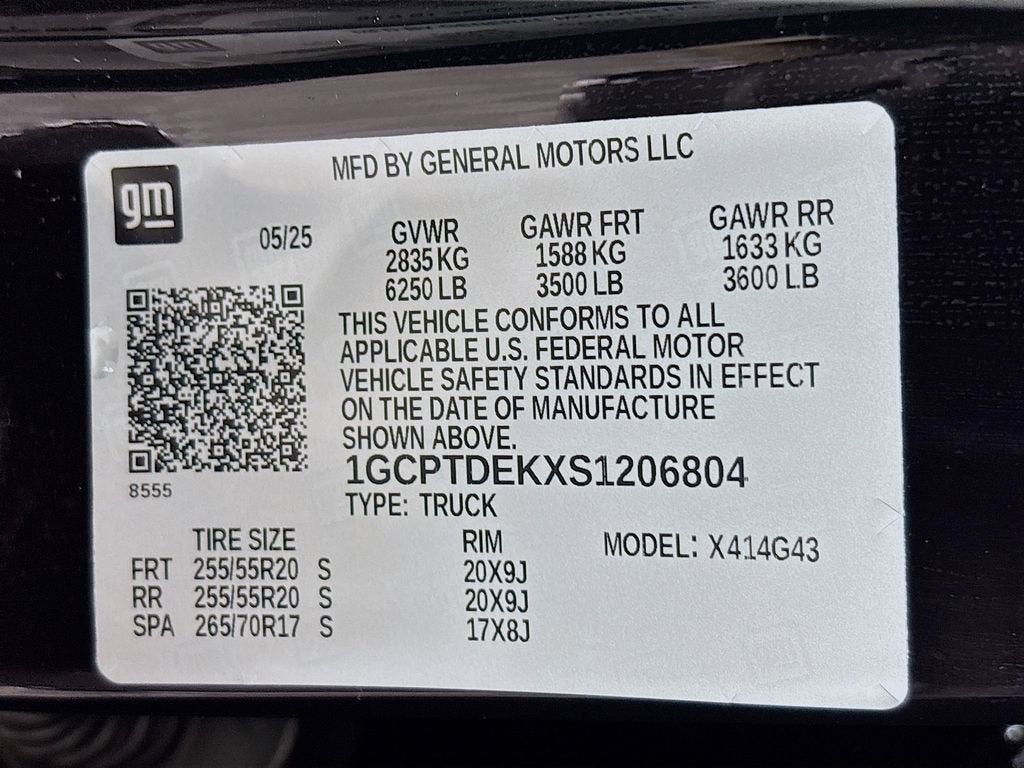 MFD BY GENERAL MOTORS LLC
gm
05/25
GVWR GAWR FRT GAWR RR
2835 KG 1588 KG 1633 KG
6250 LB 3500 LB 3600 LB
THIS VEHICLE CONFORMS TO ALL
APPLICABLE U.S. FEDERAL MOTOR
VEHICLE SAFETY STANDARDS IN EFFECT
ON THE DATE OF MANUFACTURE
SHOWN ABOVE.
1GCPTDEKXS1206804
8555
TYPE: TRUCK
TIRE SIZE RIM MODEL: X414G43
FRT 255/55R20 S 20X9J
RR 255/55R20 S 20X9J
SPA 265/70R17 S 17X8J